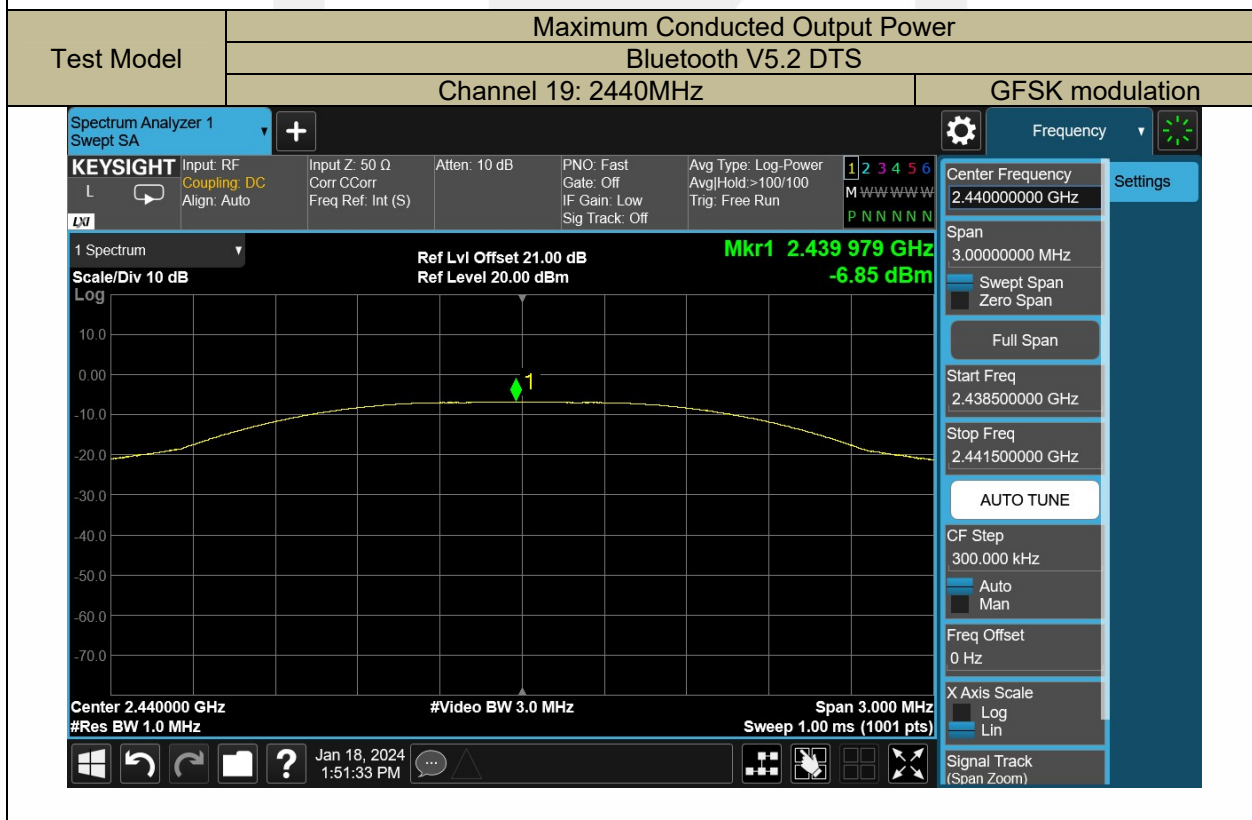 Maximum Conducted Output Power
Test Model
Bluetooth V5.2 DTS
Channel 19: 2440MHz
GFSK modulation
Spectrum Analyzer 1
Swept SA
Frequency
KEYSIGHT
L
LXI
Input: RF
Coupling: DC
Align: Auto
Input Z: 50 Ω
Corr CCorr
Freq Ref: Int (S)
Atten: 10 dB
PNO: Fast
Gate: Off
IF Gain: Low
Sig Track: Off
Avg Type: Log-Power
Avg|Hold:>100/100
Trig: Free Run
1 2 3 4 5 6
M W W W W W
P N N N N N
1 Spectrum
Scale/Div 10 dB
Log
Ref Lvl Offset 21.00 dB
Ref Level 20.00 dBm
Mkr1 2.439 979 GHz
-6.85 dBm
10.0
0.00
1
-10.0
-20.0
-30.0
-40.0
-50.0
-60.0
-70.0
Center 2.440000 GHz
#Video BW 3.0 MHz
Span 3.000 MHz
#Res BW 1.0 MHz
Sweep 1.00 ms (1001 pts)
?
Jan 18, 2024
1:51:33 PM
Center Frequency
2.440000000 GHz
Settings
Span
3.00000000 MHz
Swept Span
Zero Span
Full Span
Start Freq
2.438500000 GHz
Stop Freq
2.441500000 GHz
AUTO TUNE
CF Step
300.000 kHz
Auto
Man
Freq Offset
0 Hz
X Axis Scale
Log
Lin
Signal Track
(Span Zoom)